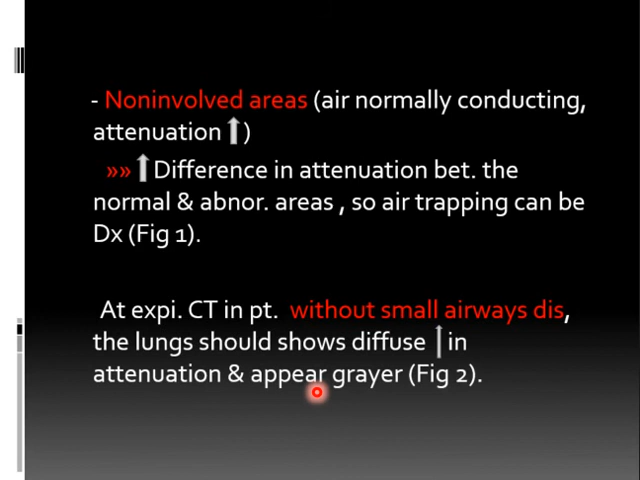 - Noninvolved areas (air normally conducting,
attenuation ⬆)
»» ⬆Difference in attenuation bet. the
normal & abnor. areas , so air trapping can be
Dx (Fig 1).
At expi. CT in pt. without small airways dis,
the lungs should shows diffuse ↑ in
attenuation & appear grayer (Fig 2).